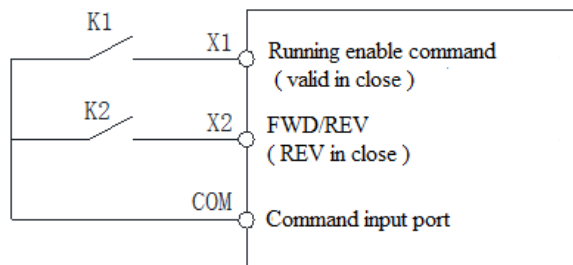 K1
X1
Running enable command
( valid in close )
K2
X2
FWD/REV
( REV in close )
COM
Command input port